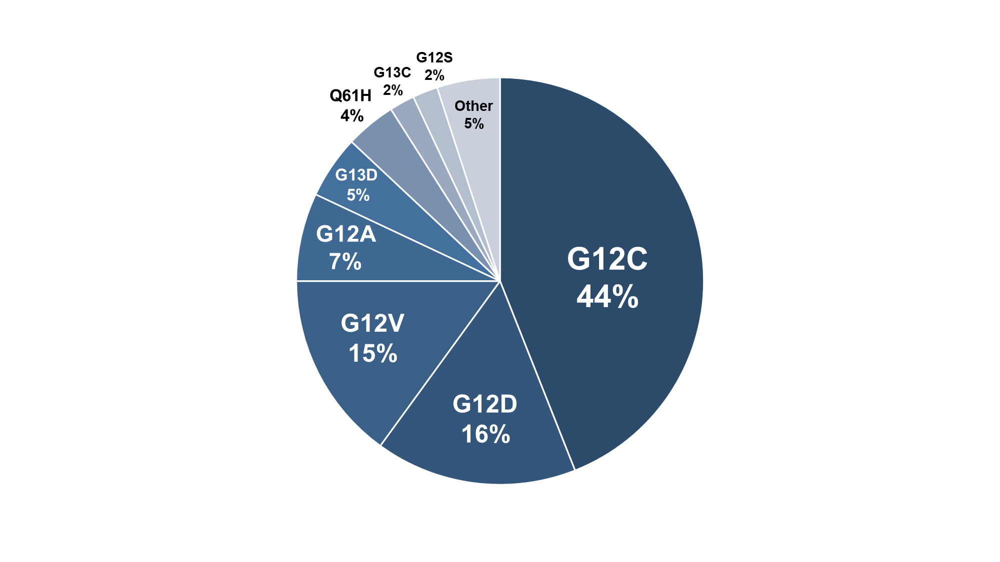 G12S
2%
G13C
2%
Q61H
4%
Other
5%
G13D
5%
G12A
7%
G12C
44%
G12V
15%
G12D
16%